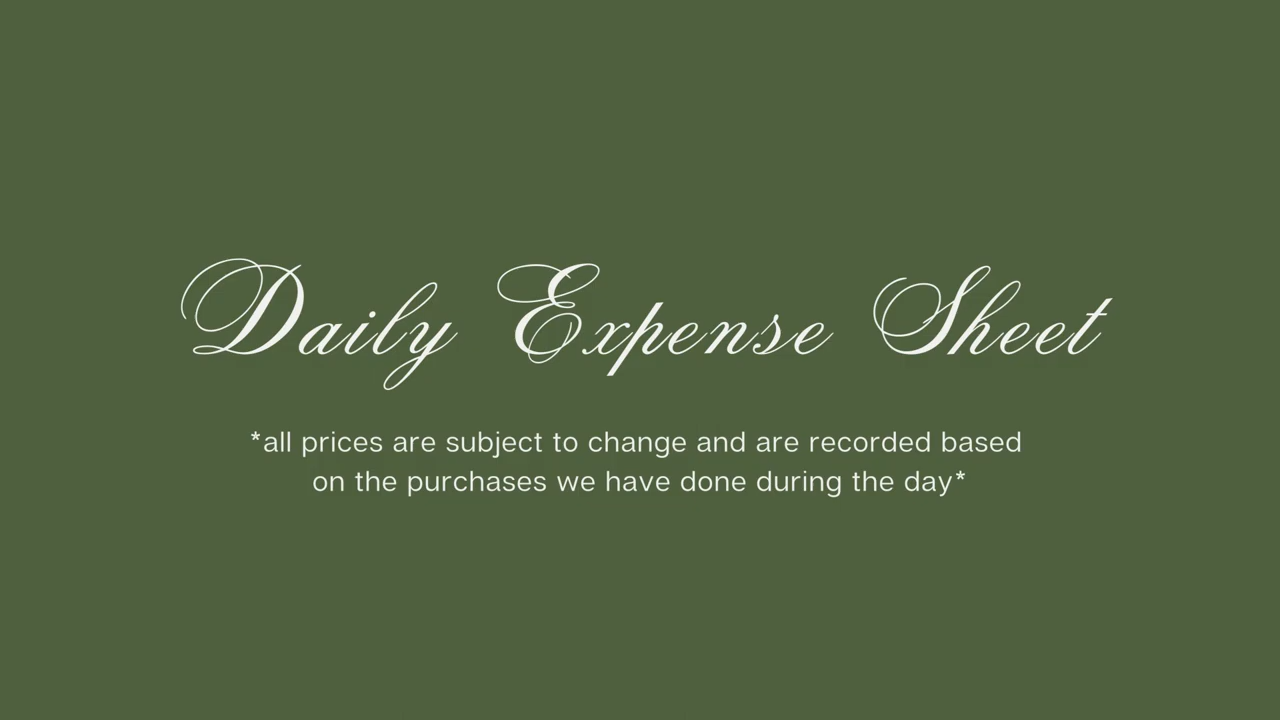 Daily Expense Sheet
*all prices are subject to change and are recorded based
on the purchases we have done during the day*